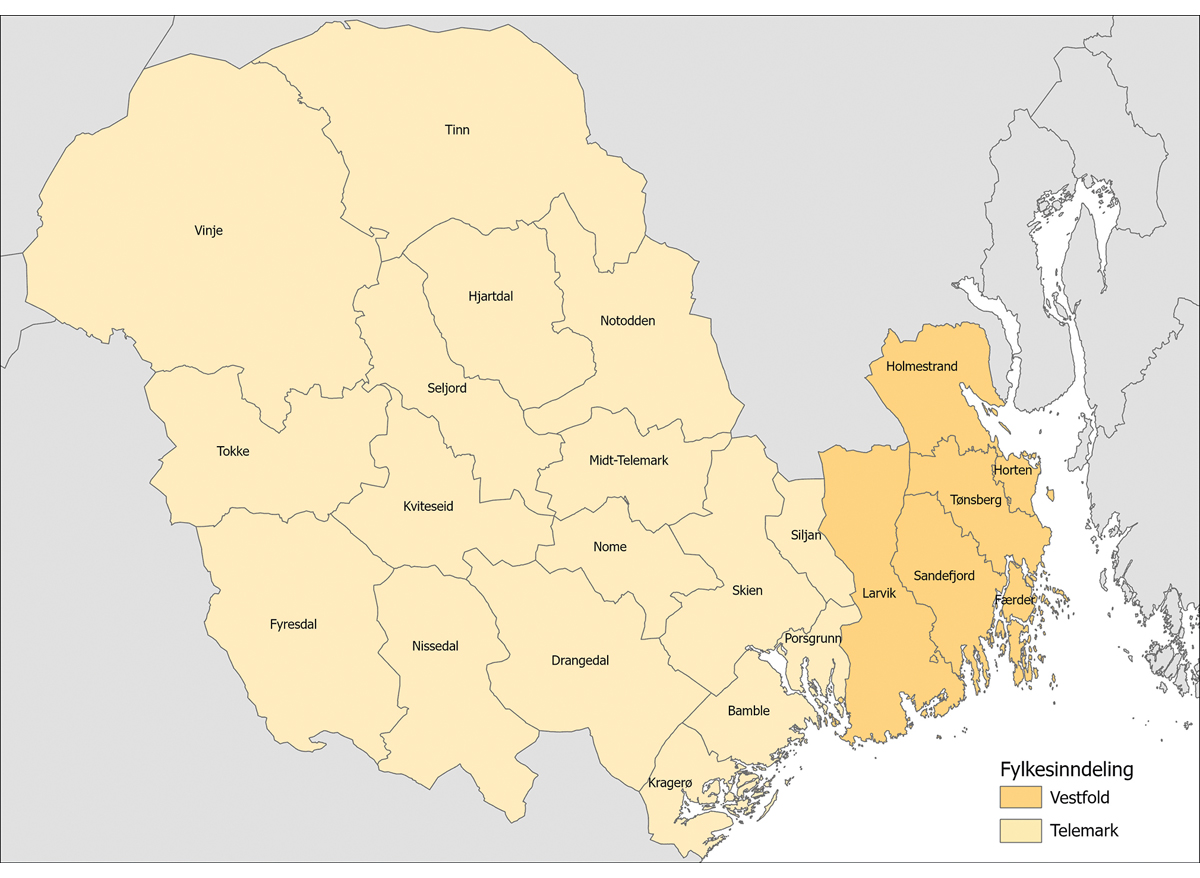 Tinn
Vinje
Hjartdal
Notodden
Holmestrand
Seljord
Tokke
Midt-Telemark
Horten
Tønsberg
Kviteseid
Siljan
Nome
Sandefjord
Skien
Larvik
Færder
Fyresdal
Porsgrunn
Nissedal
Drangedal
Bamble
Kragerø
Fylkesinndeling
Vestfold
Telemark